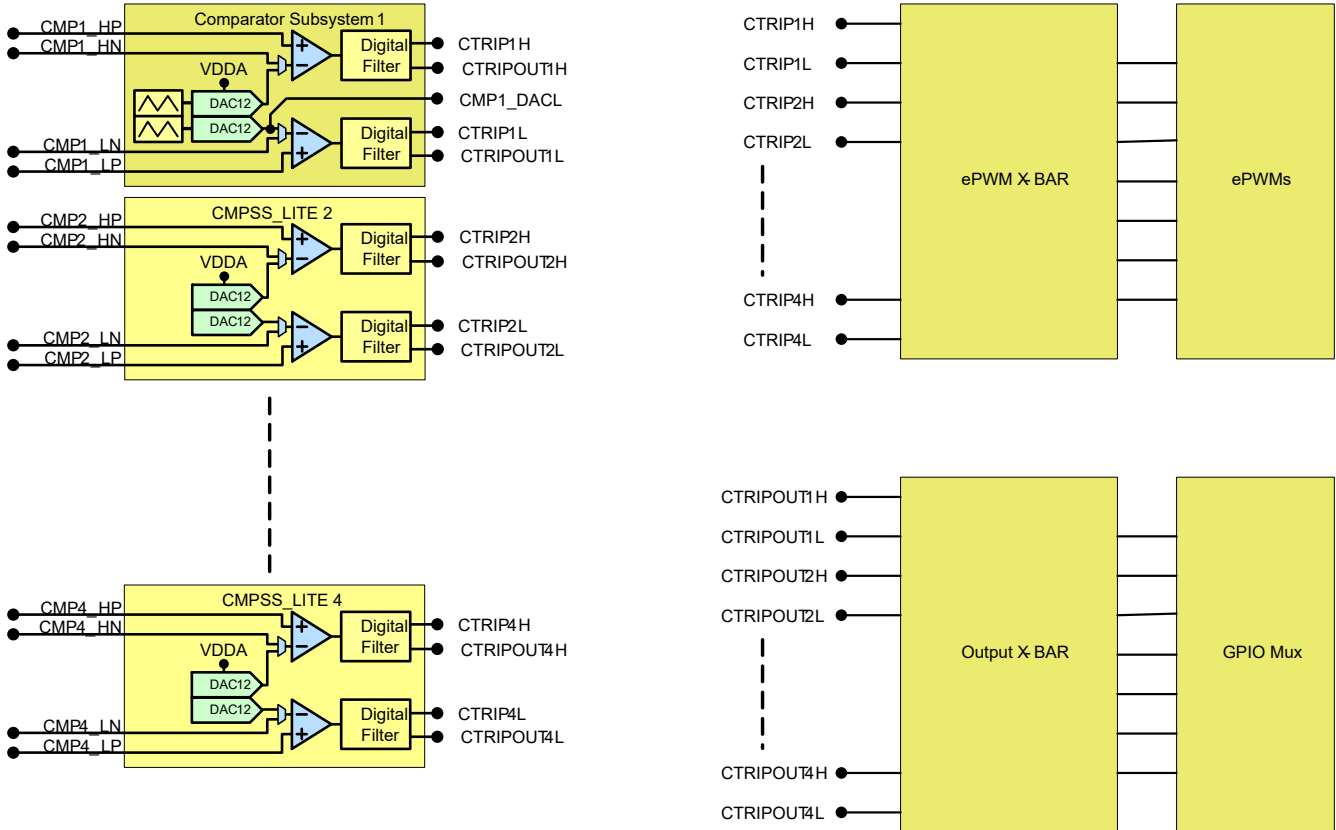 Comparator Subsystem 1
CMP1_HP
CMP1_HN
VDDA
DAC12
DAC12
CMP1_LN
CMP1_LP
Digital
Filter
Digital
Filter
CTRIP1H
CTRIPOUT1H
CMP1_DACL
CTRIP1L
CTRIPOUT1L
CMPSS_LITE 2
CMP2_HP
CMP2_HN
VDDA
DAC12
DAC12
CMP2_LN
CMP2_LP
Digital
Filter
Digital
Filter
CTRIP2H
CTRIPOUT2H
CTRIP2L
CTRIPOUT2L
CMPSS_LITE 4
CMP4_HP
CMP4_HN
VDDA
DAC12
DAC12
CMP4_LN
CMP4_LP
Digital
Filter
Digital
Filter
CTRIP4H
CTRIPOUT4H
CTRIP4L
CTRIPOUT4L
CTRIP1H
CTRIP1L
CTRIP2H
CTRIP2L
CTRIP4H
CTRIP4L
ePWM X-BAR
ePWMs
CTRIPOUT1H
CTRIPOUT1L
CTRIPOUT2H
CTRIPOUT2L
CTRIPOUT4H
CTRIPOUT4L
Output X-BAR
GPIO Mux